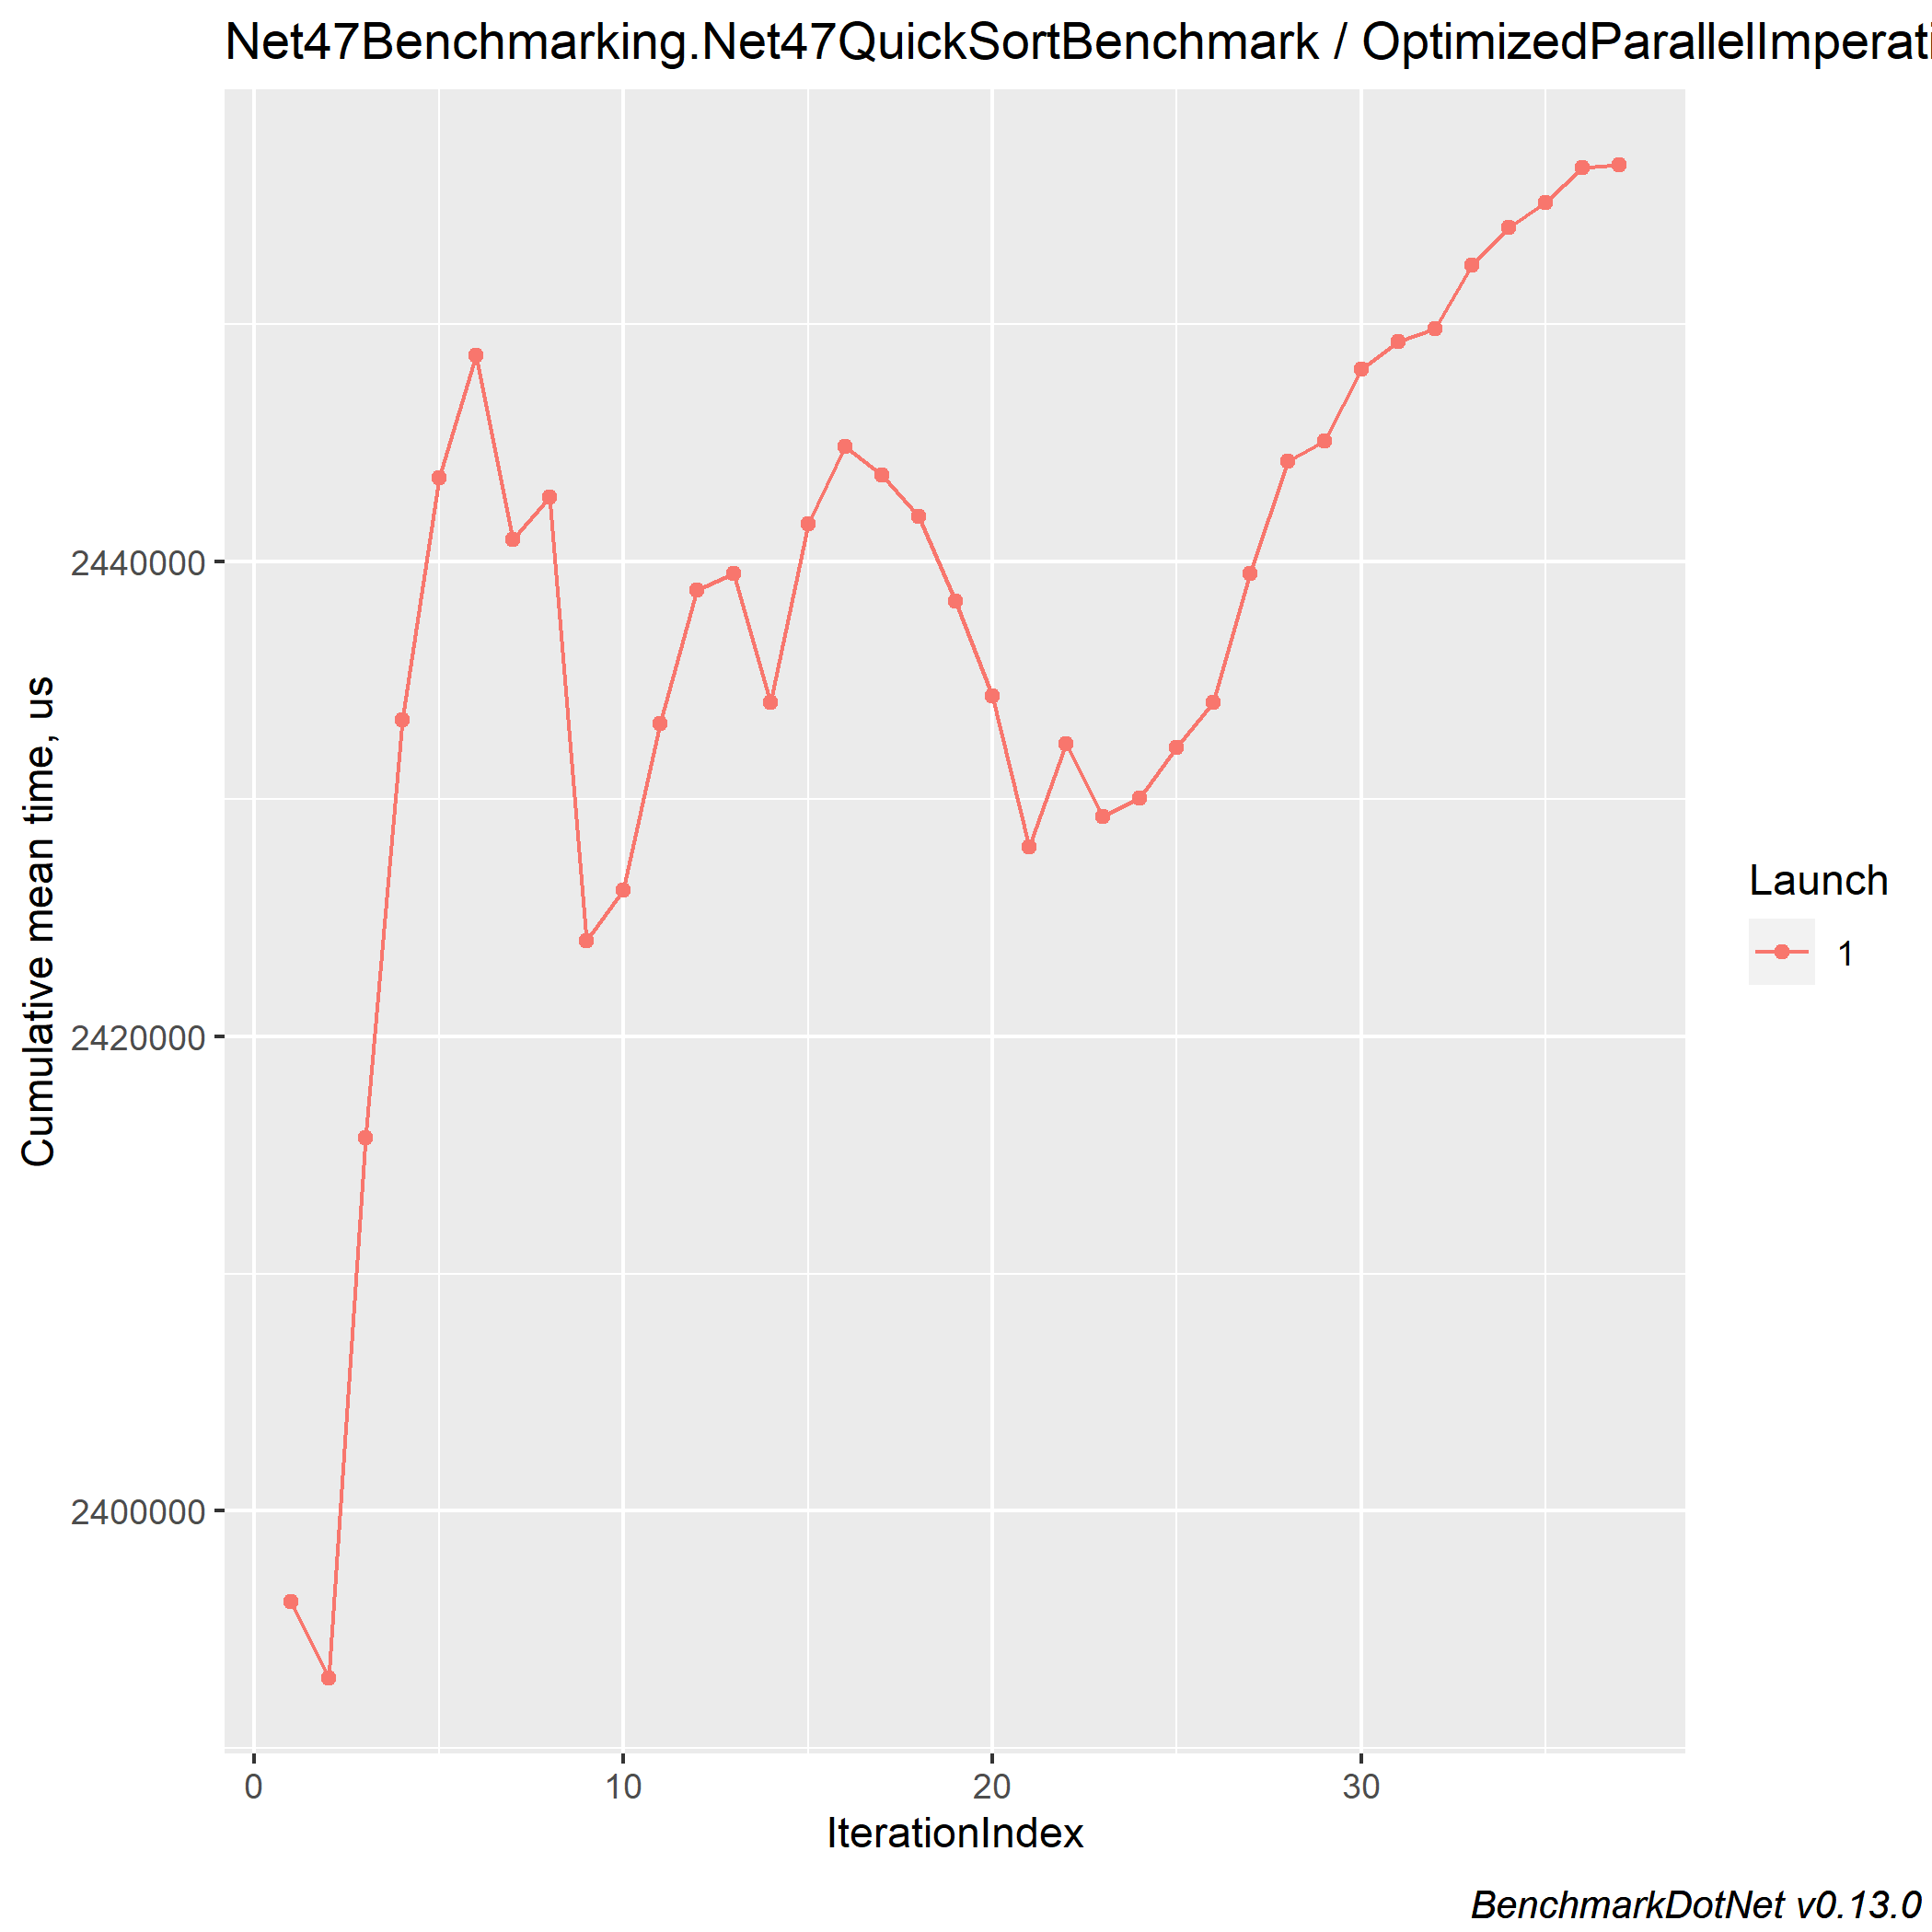 Net47Benchmarking.Net47QuickSortBenchmark / OptimizedParallelImperati
Cumulative mean time, us
2440000
2420000
2400000
0 10 20 30
IterationIndex
Launch
1
BenchmarkDotNet v0.13.0